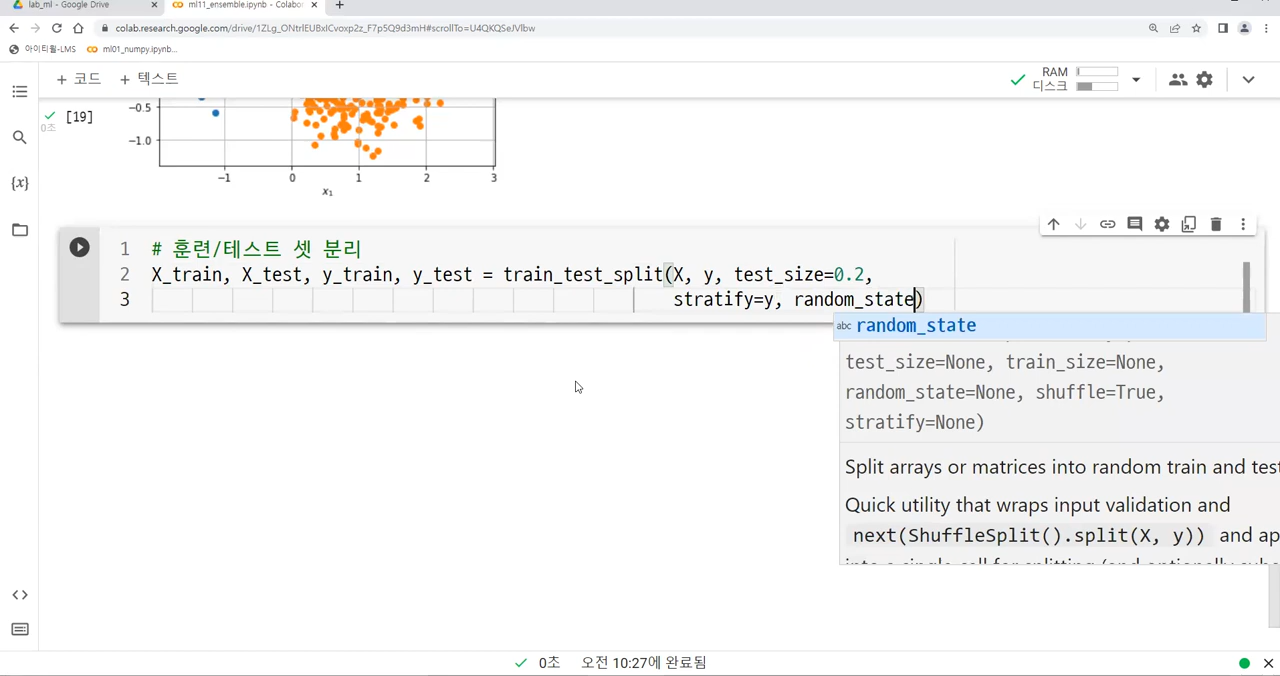 lab_ml - Google Drive × ml11_ensemble.ipynb - Colabor × +
colab.research.google.com/drive/1ZLg_ONtrlEUBxICvoxp2z_F7p5Q9d3mH#scrollTo=U4QKQSeJVlbw
아이티윌-LMS ml01_numpy.ipynb...
+ 코드 + 텍스트
RAM
디스크
[19]
0초
{x}
−0.5
−1.0
−1 0 1 2 3
x₁
1 # 훈련/테스트 셋 분리
2 X_train, X_test, y_train, y_test = train_test_split(X, y, test_size=0.2,
3 stratify=y, random_state)
abc random_state
test_size=None, train_size=None,
random_state=None, shuffle=True,
stratify=None)
Split arrays or matrices into random train and test
Quick utility that wraps input validation and
next(ShuffleSplit().split(X, y)) and ap
0초 오전 10:27에 완료됨